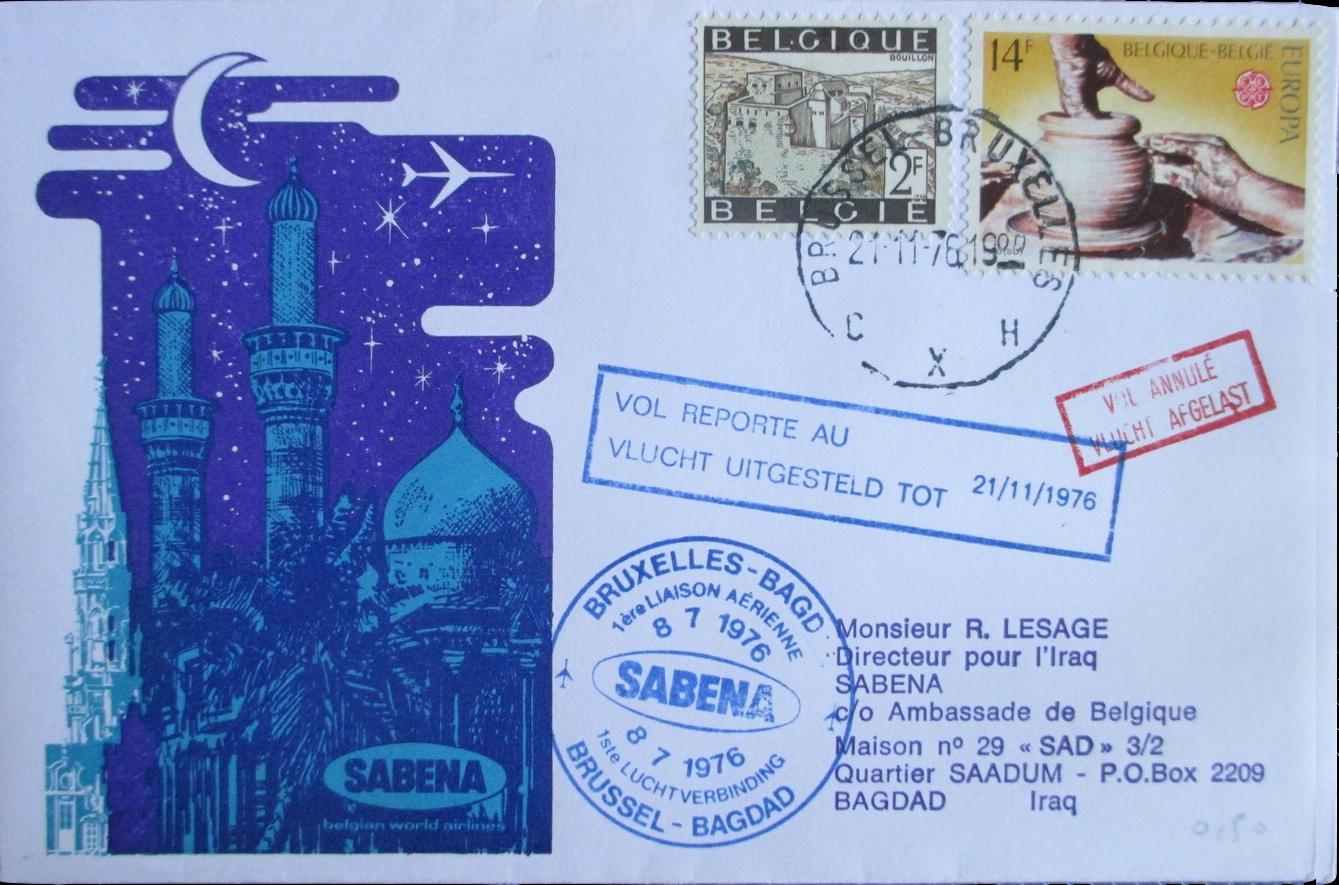 BELGIQUE
BOUILLON
2F
BELGIE
14F
BELGIQUE-BELGIË
EUROPA
BRUSSEL-BRUXELLES
21-11-76 19
C X H
VOL ANNULÉ
VLUCHT AFGELAST
VOL REPORTE AU
VLUCHT UITGESTELD TOT 21/11/1976
BRUXELLES-BAGD
1ère LIAISON AÉRIENNE
8 7 1976
SABENA
8 7 1976
1ste LUCHTVERBINDING
BRUSSEL-BAGDAD
Monsieur R. LESAGE
Directeur pour l'Iraq
SABENA
c/o Ambassade de Belgique
Maison nº 29 « SAD » 3/2
Quartier SAADUM - P.O.Box 2209
BAGDAD Iraq
SABENA
belgian world airlines